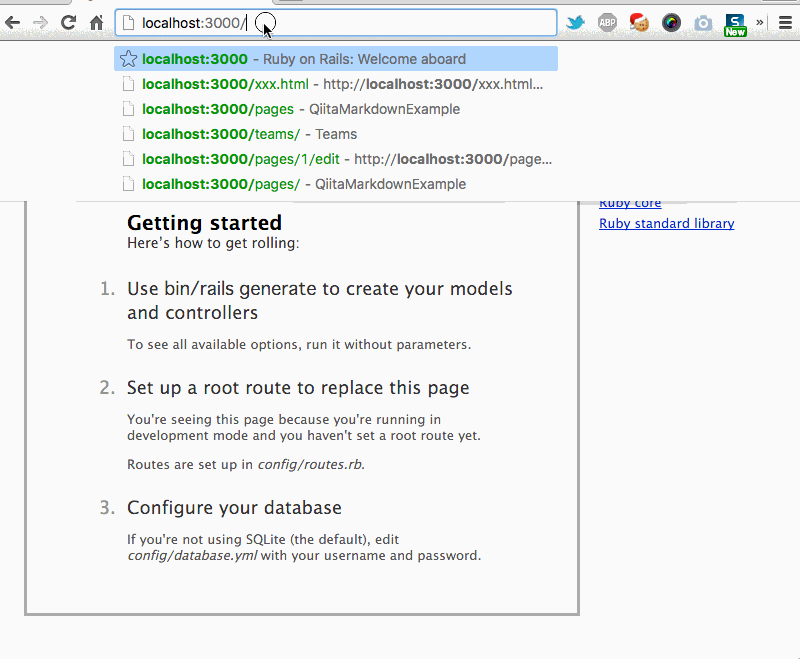 localhost:3000/
ABP
S
New
»
localhost:3000 - Ruby on Rails: Welcome aboard
localhost:3000/xxx.html - http://localhost:3000/xxx.html...
localhost:3000/pages - QiitaMarkdownExample
localhost:3000/teams/ - Teams
localhost:3000/pages/1/edit - http://localhost:3000/page...
localhost:3000/pages/ - QiitaMarkdownExample
Ruby core
Ruby standard library
Getting started
Here's how to get rolling:
1. Use bin/rails generate to create your models
and controllers
To see all available options, run it without parameters.
2. Set up a root route to replace this page
You're seeing this page because you're running in
development mode and you haven't set a root route yet.
Routes are set up in config/routes.rb.
3. Configure your database
If you're not using SQLite (the default), edit
config/database.yml with your username and password.